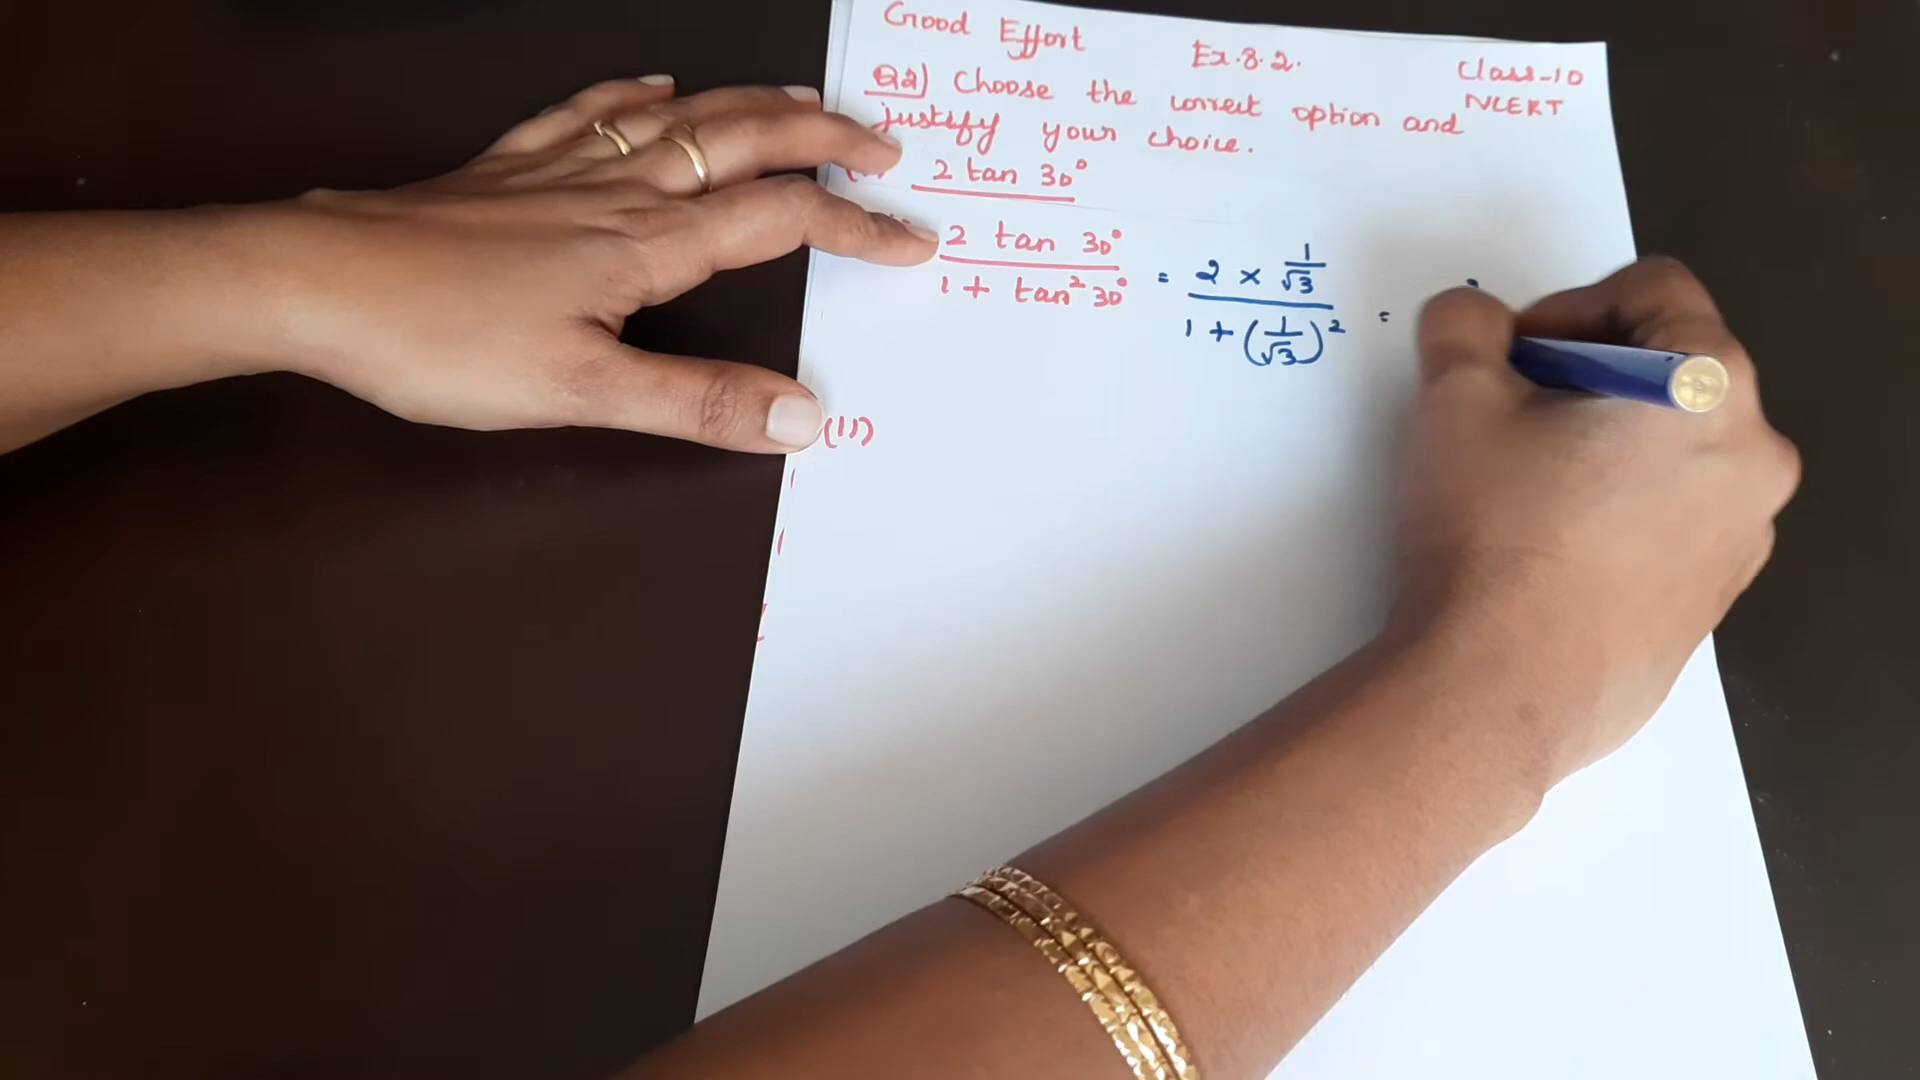 Good Effort
Ex.8.2.
Class-10
NCERT
Q2) Choose the correct option and
justify your choice.
2 tan 30°
2 tan 30° / 1 + tan² 30° = 2 × 1/√3 / 1 + (1/√3)² =
(ii)